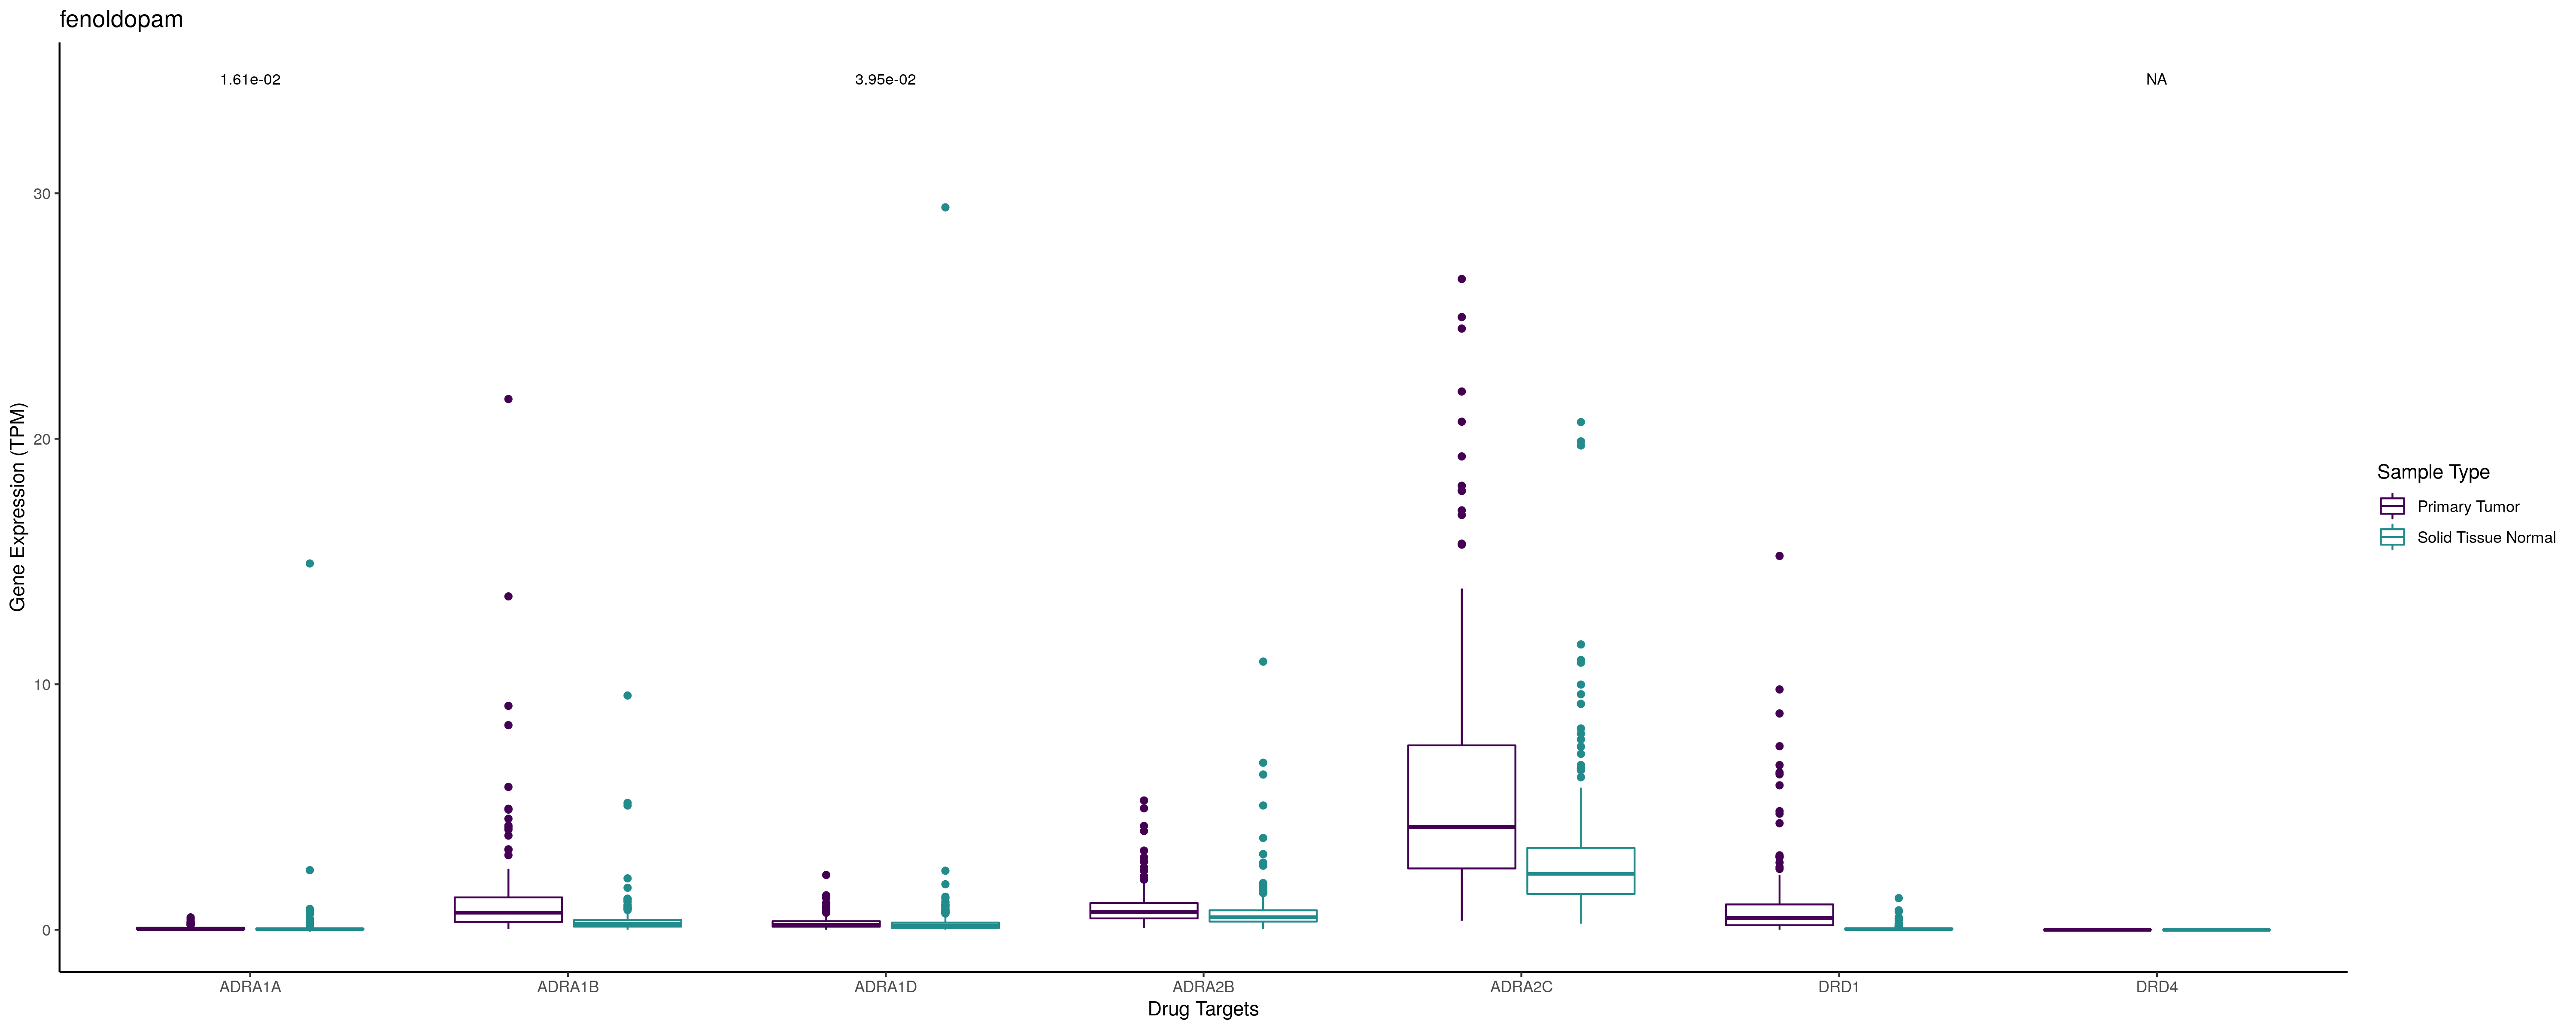 fenoldopam
1.61e-02
3.95e-02
NA
30
20
10
0
Gene Expression (TPM)
ADRA1A
ADRA1B
ADRA1D
ADRA2B
ADRA2C
DRD1
DRD4
Drug Targets
Sample Type
Primary Tumor
Solid Tissue Normal